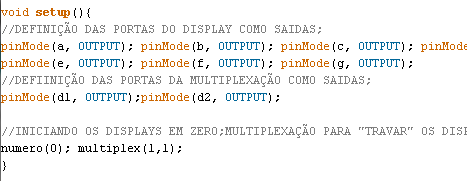 void setup(){
//DEFINIÇÃO DAS PORTAS DO DISPLAY COMO SAIDAS;
pinMode(a, OUTPUT); pinMode(b, OUTPUT); pinMode(c, OUTPUT); pinMode
pinMode(e, OUTPUT); pinMode(f, OUTPUT); pinMode(g, OUTPUT);
//DEFIINIÇÃO DAS PORTAS DA MULTIPLEXAÇÃO COMO SAIDAS;
pinMode(d1, OUTPUT);pinMode(d2, OUTPUT);
//INICIANDO OS DISPLAYS EM ZERO;MULTIPLEXAÇÃO PARA "TRAVAR" OS DISP
numero(0); multiplex(1,1);
}